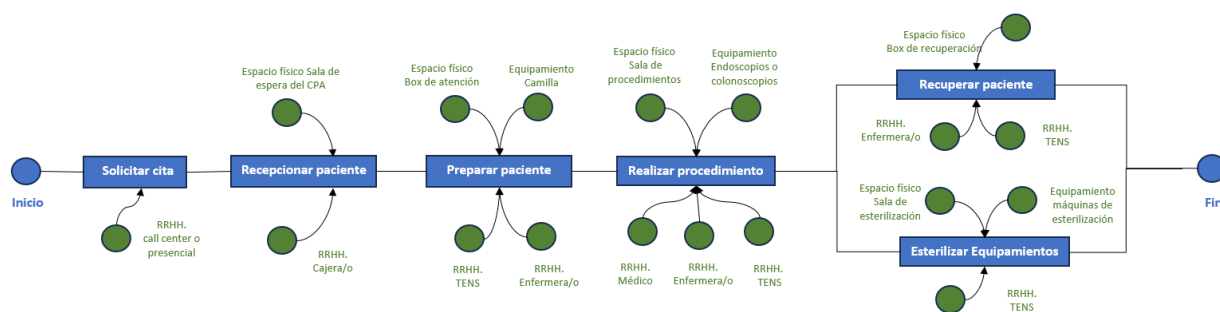 Inicio
Solicitar cita
RRHH.
call center o
presencial
Espacio físico Sala de
espera del CPA
Recepcionar paciente
RRHH.
Cajera/o
Espacio físico
Box de atención
Equipamiento
Camilla
Preparar paciente
RRHH.
TENS
RRHH.
Enfermera/o
Espacio físico
Sala de
procedimientos
Equipamiento
Endoscopios o
colonoscopios
Realizar procedimiento
RRHH.
Médico
RRHH.
Enfermera/o
RRHH.
TENS
Espacio físico
Box de recuperación
Recuperar paciente
RRHH.
Enfermera/o
RRHH.
TENS
Espacio físico
Sala de
esterilización
Equipamiento
máquinas de
esterilización
Esterilizar Equipamientos
RRHH.
TENS
Fin